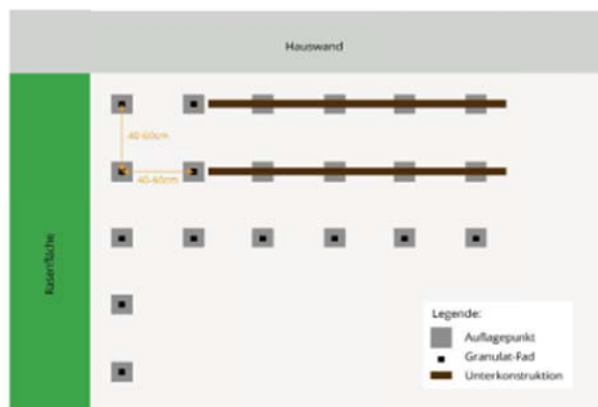 Hauswand
40-60cm
40-60cm
Rasenfläche
Legende:
Auflagepunkt
Granulat-Pad
Unterkonstruktion